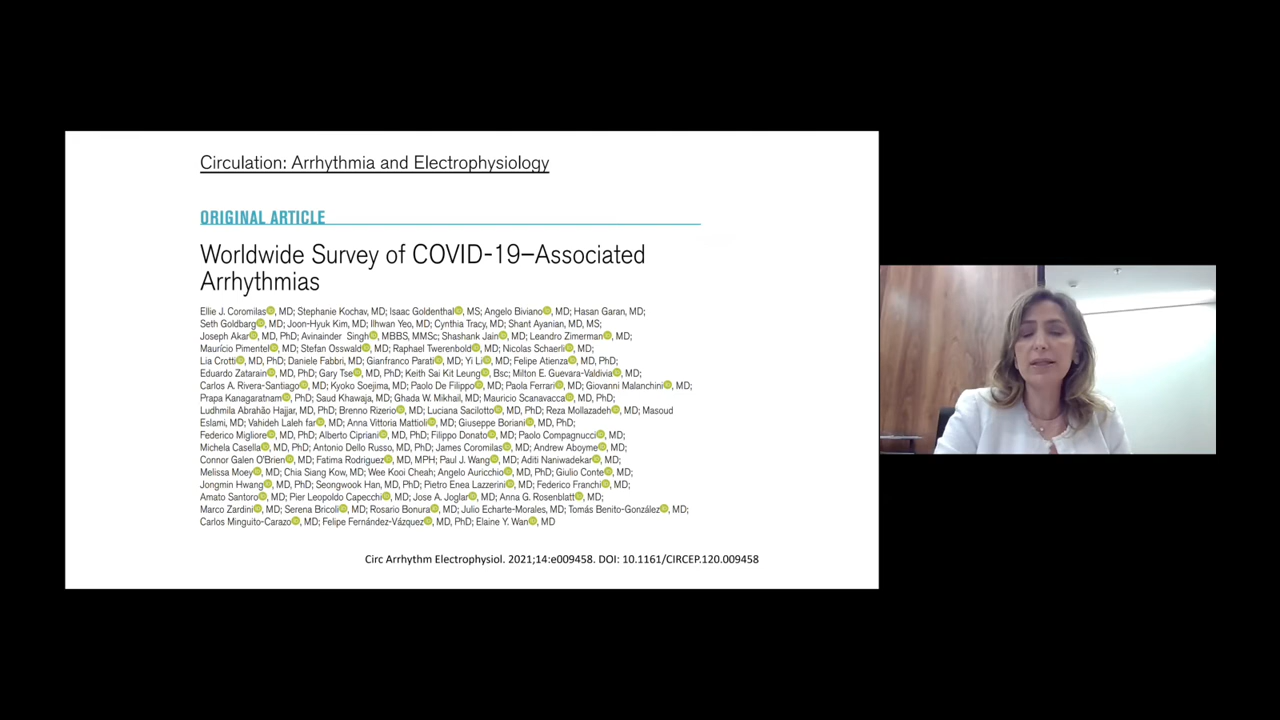 Circulation: Arrhythmia and Electrophysiology
ORIGINAL ARTICLE
Worldwide Survey of COVID-19–Associated
Arrhythmias
Ellie J. Coromilas, MD; Stephanie Kochav, MD; Isaac Goldenthal, MS; Angelo Biviano, MD; Hasan Garan, MD;
Seth Goldbarg, MD; Joon-Hyuk Kim, MD; Ilhwan Yeo, MD; Cynthia Tracy, MD; Shant Ayanian, MD, MS;
Joseph Akar, MD, PhD; Avinainder Singh, MBBS, MMSc; Shashank Jain, MD; Leandro Zimerman, MD;
Maurício Pimentel, MD; Stefan Osswald, MD; Raphael Twerenbold, MD; Nicolas Schaerli, MD;
Lia Crotti, MD, PhD; Daniele Fabbri, MD; Gianfranco Parati, MD; Yi Li, MD; Felipe Atienza, MD, PhD;
Eduardo Zatarain, MD, PhD; Gary Tse, MD, PhD; Keith Sai Kit Leung, Bsc; Milton E. Guevara-Valdivia, MD;
Carlos A. Rivera-Santiago, MD; Kyoko Soejima, MD; Paolo De Filippo, MD; Paola Ferrari, MD; Giovanni Malanchini, MD;
Prapa Kanagaratnam, PhD; Saud Khawaja, MD; Ghada W. Mikhail, MD; Mauricio Scanavacca, MD, PhD;
Ludhmila Abrahão Hajjar, MD, PhD; Brenno Rizerio, MD; Luciana Sacilotto, MD, PhD; Reza Mollazadeh, MD; Masoud
Eslami, MD; Vahideh Laleh far, MD; Anna Vittoria Mattioli, MD; Giuseppe Boriani, MD, PhD;
Federico Migliore, MD, PhD; Alberto Cipriani, MD, PhD; Filippo Donato, MD; Paolo Compagnucci, MD;
Michela Casella, MD, PhD; Antonio Dello Russo, MD, PhD; James Coromilas, MD; Andrew Aboyme, MD;
Connor Galen O'Brien, MD; Fatima Rodriguez, MD, MPH; Paul J. Wang, MD; Aditi Naniwadekar, MD;
Melissa Moey, MD; Chia Siang Kow, MD; Wee Kooi Cheah, MD; Angelo Auricchio, MD, PhD; Giulio Conte, MD;
Jongmin Hwang, MD; Seongwook Han, MD, PhD; Pietro Enea Lazzerini, MD; Federico Franchi, MD;
Amato Santoro, MD; Pier Leopoldo Capecchi, MD; Jose A. Joglar, MD; Anna G. Rosenblatt, MD;
Marco Zardini, MD; Serena Bricoli, MD; Rosario Bonura, MD; Julio Echarte-Morales, MD; Tomás Benito-González, MD;
Carlos Minguito-Carazo, MD; Felipe Fernández-Vázquez, MD, PhD; Elaine Y. Wan, MD
Circ Arrhythm Electrophysiol. 2021;14:e009458. DOI: 10.1161/CIRCEP.120.009458